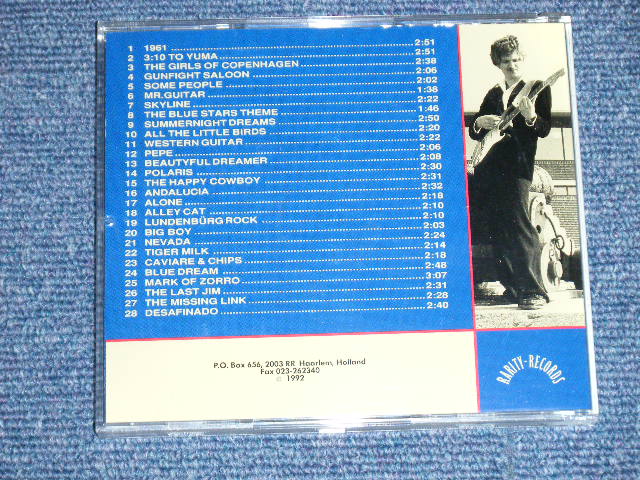 1 1961 2:51
2 3:10 TO YUMA 2:51
3 THE GIRLS OF COPENHAGEN 2:38
4 GUNFIGHT SALOON 2:06
5 SOME PEOPLE 2:02
6 MR.GUITAR 1:38
7 SKYLINE 2:22
8 THE BLUE STARS THEME 1:46
9 SUMMERNIGHT DREAMS 2:50
10 ALL THE LITTLE BIRDS 2:20
11 WESTERN GUITAR 2:22
12 PEPE 2:06
13 BEAUTYFUL DREAMER 2:09
14 POLARIS 2:30
15 THE HAPPY COWBOY 2:31
16 ANDALUCIA 2:32
17 ALONE 2:18
18 ALLEY CAT 2:10
19 LUNDENBÜRG ROCK 2:10
20 BIG BOY 2:03
21 NEVADA 2:24
22 TIGER MILK 2:14
23 CAVIARE & CHIPS 2:18
24 BLUE DREAM 2:48
25 MARK OF ZORRO 3:07
26 THE LAST JIM 2:31
27 THE MISSING LINK 2:28
28 DESAFINADO 2:40
P.O. Box 656, 2003 RR Haarlem, Holland
Fax 023-262340
© 1992
RARITY-RECORDS